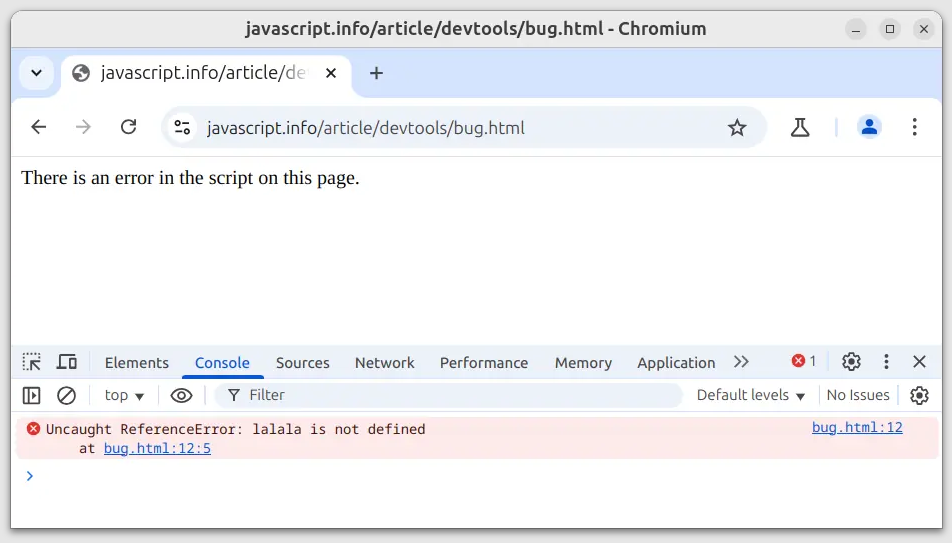 javascript.info/article/devtools/bug.html - Chromium
javascript.info/article/de
javascript.info/article/devtools/bug.html
There is an error in the script on this page.
Elements Console Sources Network Performance Memory Application 1
top Filter Default levels No Issues
Uncaught ReferenceError: lalala is not defined bug.html:12
at bug.html:12:5